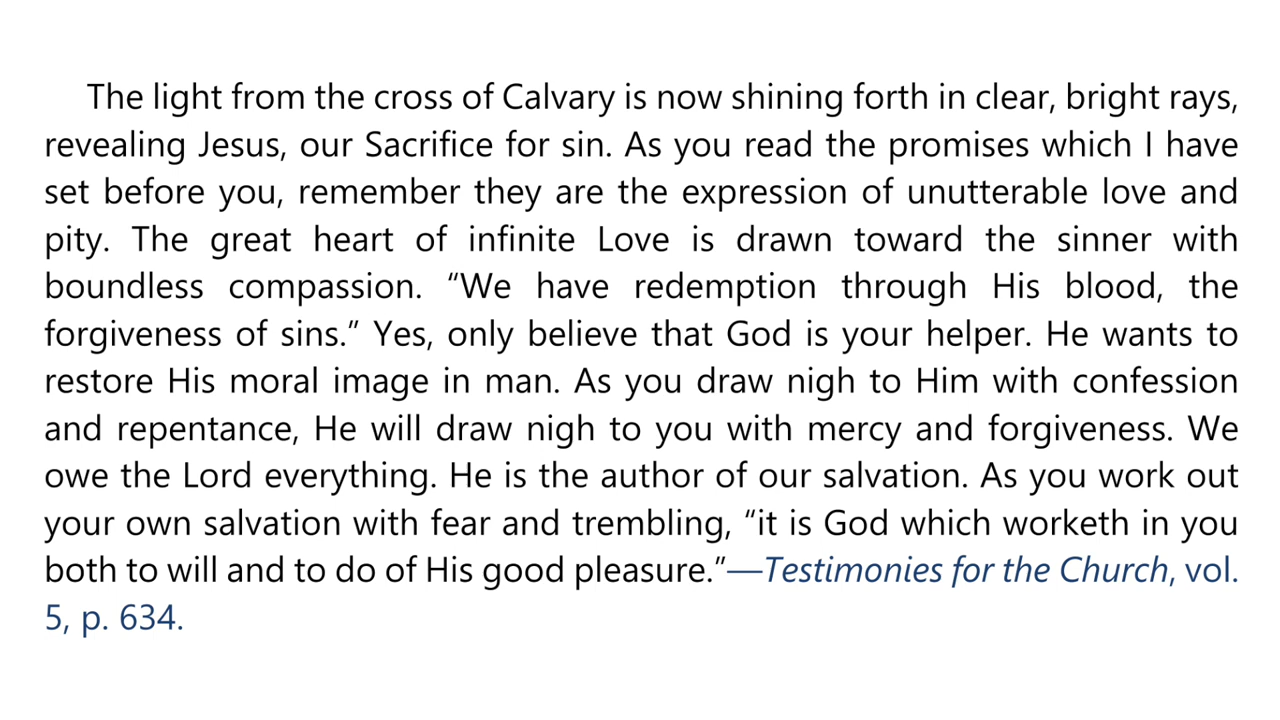 The light from the cross of Calvary is now shining forth in clear, bright rays,
revealing Jesus, our Sacrifice for sin. As you read the promises which I have
set before you, remember they are the expression of unutterable love and
pity. The great heart of infinite Love is drawn toward the sinner with
boundless compassion. “We have redemption through His blood, the
forgiveness of sins.” Yes, only believe that God is your helper. He wants to
restore His moral image in man. As you draw nigh to Him with confession
and repentance, He will draw nigh to you with mercy and forgiveness. We
owe the Lord everything. He is the author of our salvation. As you work out
your own salvation with fear and trembling, “it is God which worketh in you
both to will and to do of His good pleasure.”—Testimonies for the Church, vol.
5, p. 634.